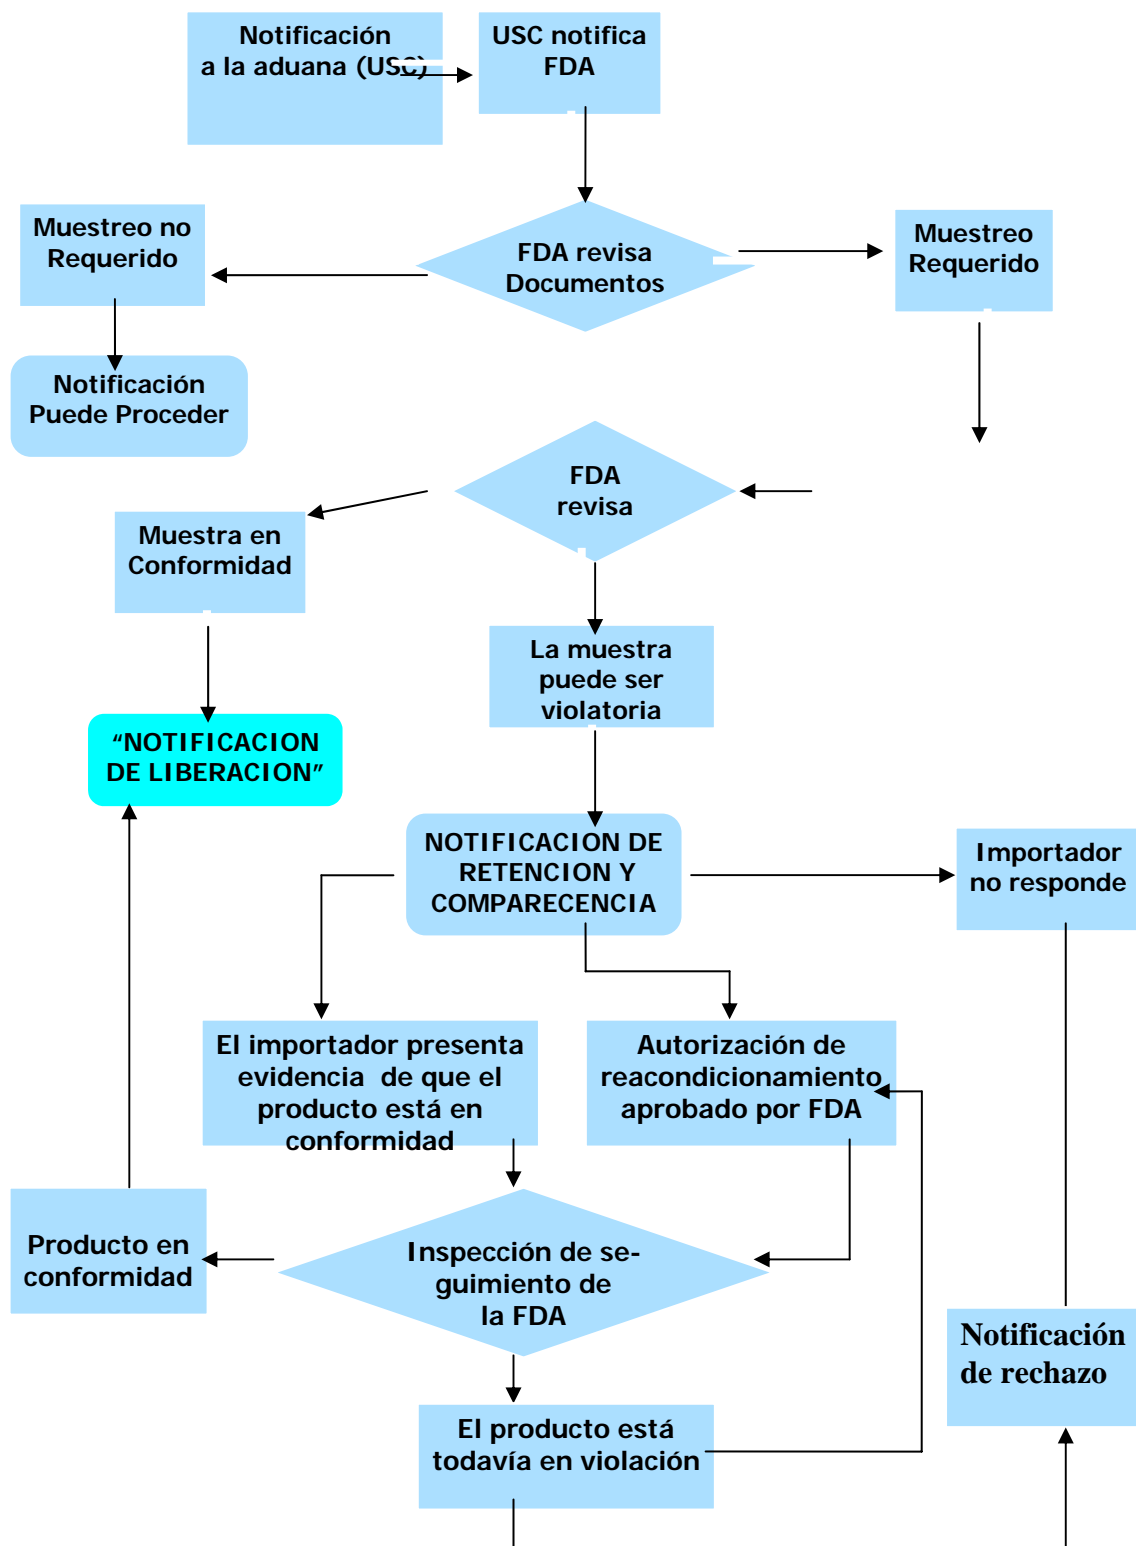 Notificación
a la aduana (USC)
USC notifica
FDA
Muestreo no
Requerido
FDA revisa
Documentos
Muestreo
Requerido
Notificación
Puede Proceder
FDA
revisa
Muestra en
Conformidad
La muestra
puede ser
violatoria
“NOTIFICACION
DE LIBERACION”
NOTIFICACION DE
RETENCION Y
COMPARECENCIA
Importador
no responde
El importador presenta
evidencia de que el
producto está en
conformidad
Autorización de
reacondicionamiento
aprobado por FDA
Producto en
conformidad
Inspección de se-
guimiento de
la FDA
Notificación
de rechazo
El producto está
todavía en violación